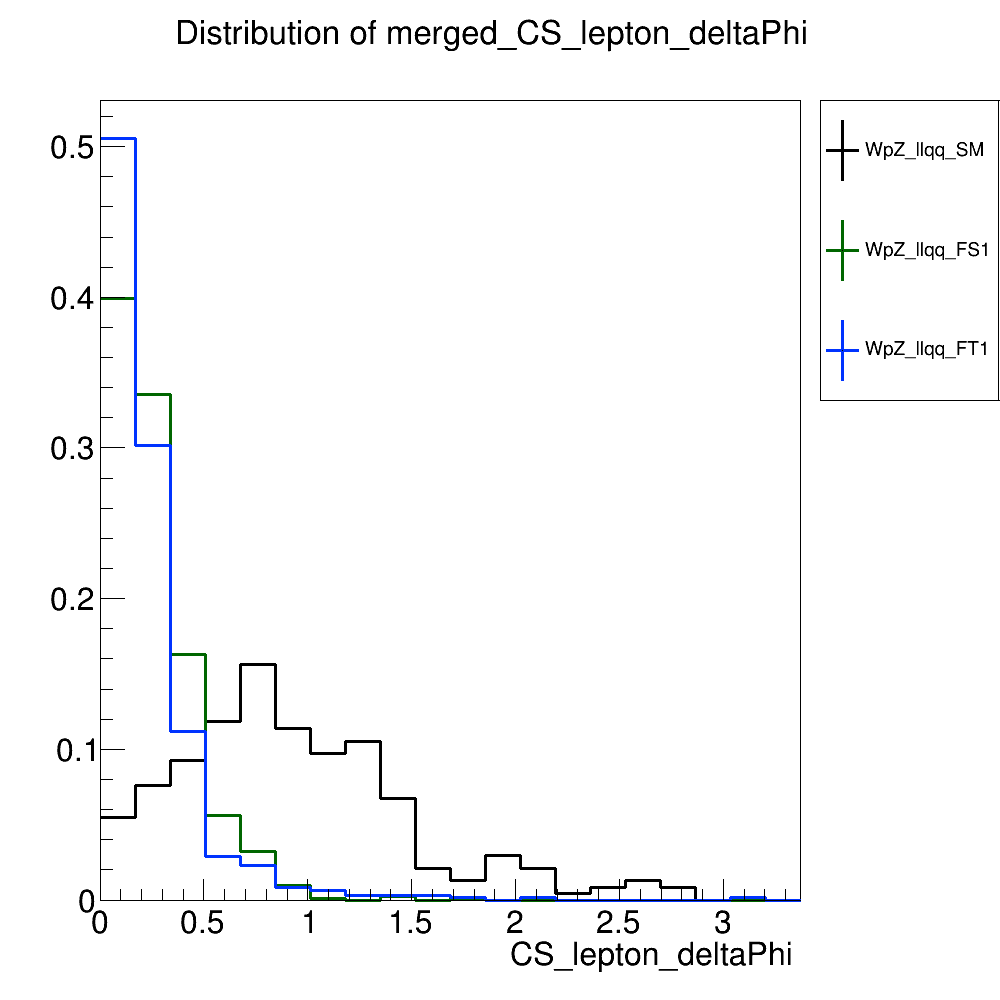 Distribution of merged_CS_lepton_deltaPhi
WpZ_llqq_SM
WpZ_llqq_FS1
WpZ_llqq_FT1
0.5
0.4
0.3
0.2
0.1
0
0 0.5 1 1.5 2 2.5 3
CS_lepton_deltaPhi